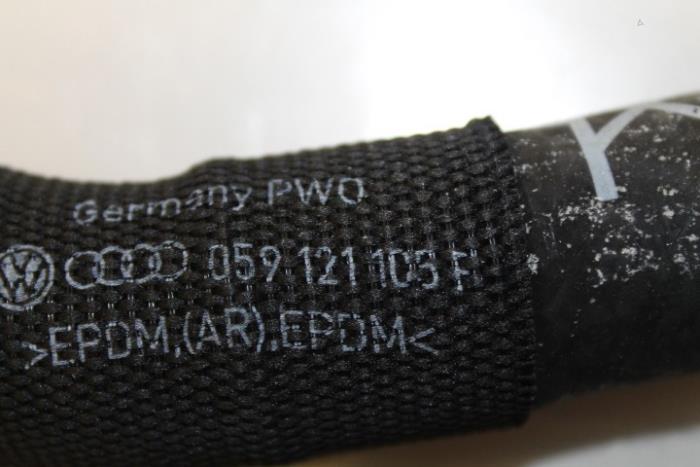 Germany PWO
059 121 105 F
>EPDM,(AR),EPDM<